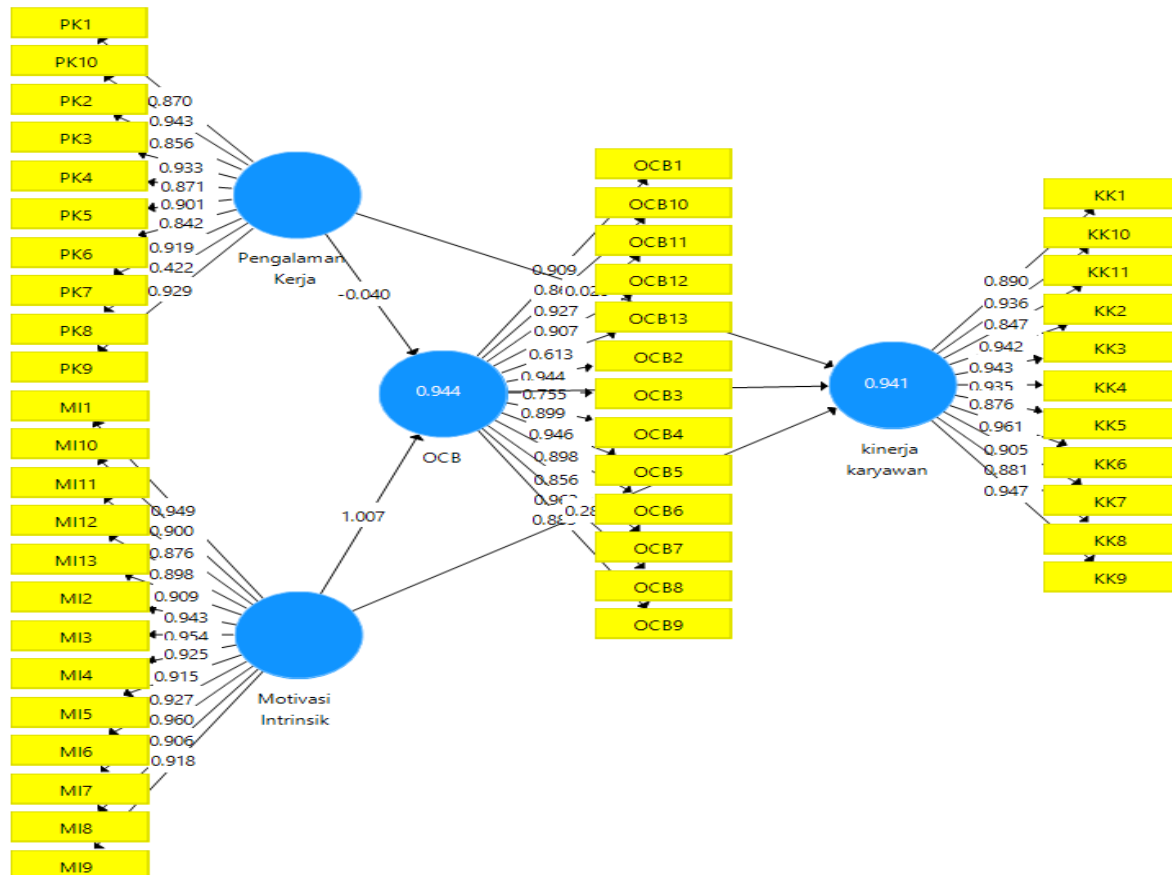 PK1
PK10
PK2
PK3
PK4
PK5
PK6
PK7
PK8
PK9
0.870
0.943
0.856
0.933
0.871
0.901
0.842
0.919
0.422
0.929
Pengalaman
Kerja
-0.040
MI1
MI10
MI11
MI12
MI13
MI2
MI3
MI4
MI5
MI6
MI7
MI8
MI9
0.949
0.900
0.876
0.898
0.909
0.943
0.954
0.925
0.915
0.927
0.960
0.906
0.918
Motivasi
Intrinsik
1.007
0.944
OCB
0.909
0.927
0.907
0.613
0.944
0.755
0.899
0.946
0.898
0.856
OCB1
OCB10
OCB11
OCB12
OCB13
OCB2
OCB3
OCB4
OCB5
OCB6
OCB7
OCB8
OCB9
0.941
kinerja
karyawan
0.890
0.936
0.847
0.942
0.943
0.935
0.876
0.961
0.905
0.881
0.947
KK1
KK10
KK11
KK2
KK3
KK4
KK5
KK6
KK7
KK8
KK9